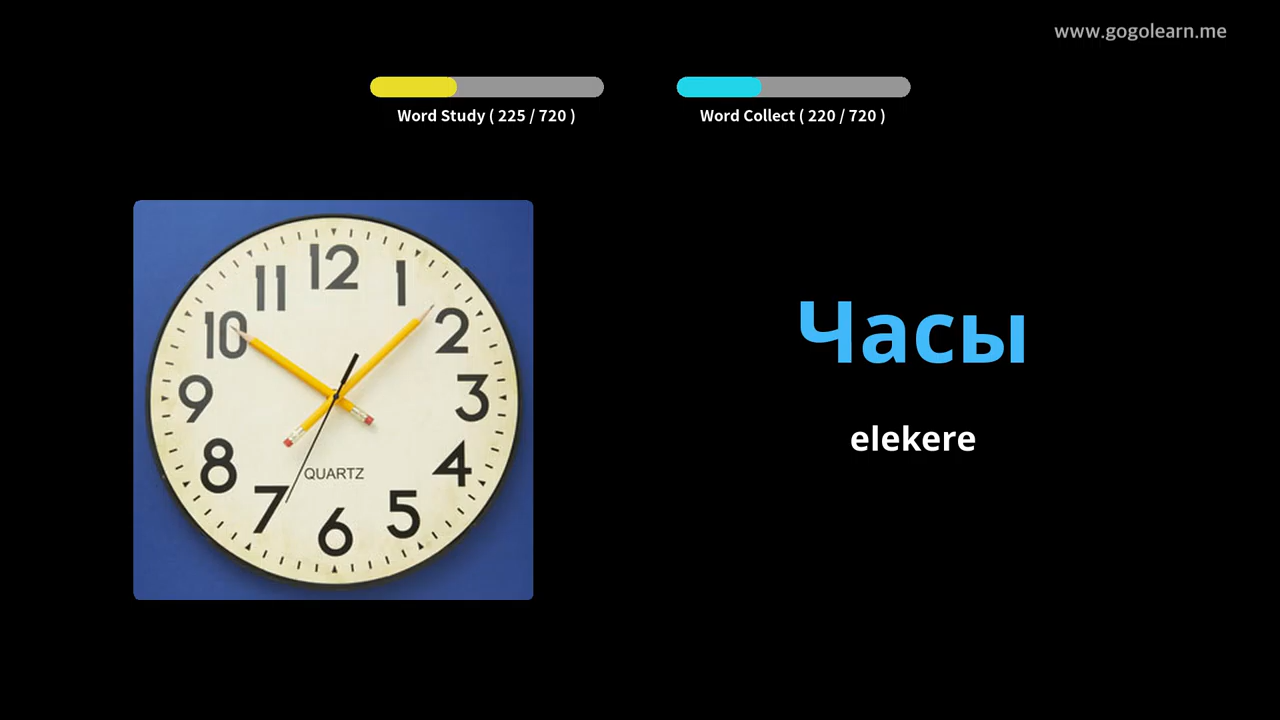 www.gogolearn.me
Word Study ( 225 / 720 )
Word Collect ( 220 / 720 )
12
1
2
3
4
5
6
7
8
9
10
11
QUARTZ
Часы
elekere